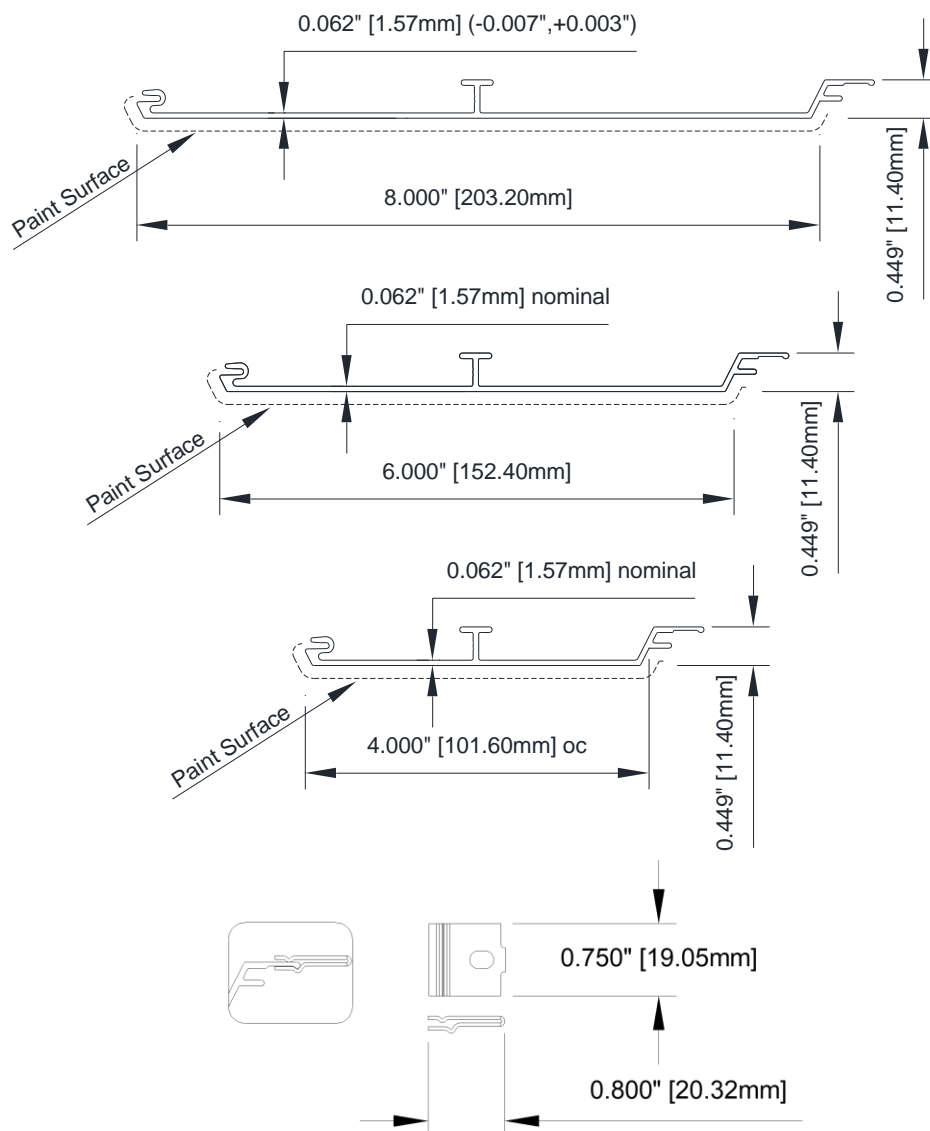 0.062" [1.57mm] (-0.007",+0.003")
Paint Surface
8.000" [203.20mm]
0.449" [11.40mm]
0.062" [1.57mm] nominal
Paint Surface
6.000" [152.40mm]
0.449" [11.40mm]
0.062" [1.57mm] nominal
Paint Surface
4.000" [101.60mm] oc
0.449" [11.40mm]
0.750" [19.05mm]
0.800" [20.32mm]